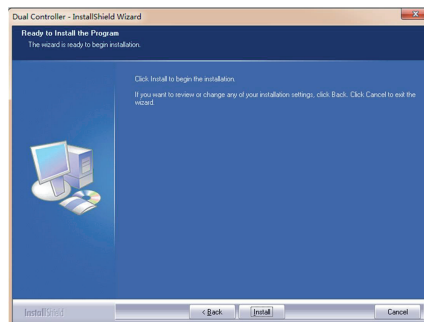 Dual Controller - InstallShield Wizard
Ready to Install the Program
The wizard is ready to begin installation.
Click Install to begin the installation.
If you want to review or change any of your installation settings, click Back. Click Cancel to exit the
wizard.
InstallShield
< Back
Install
Cancel